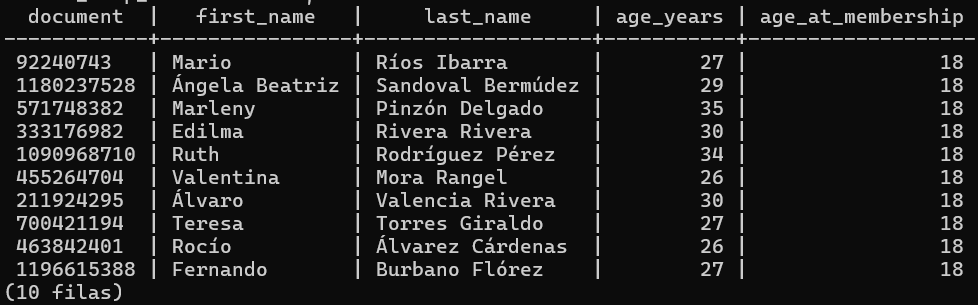 document | first_name | last_name | age_years | age_at_membership
------------+----------------+-------------------+-----------+-------------------
92240743 | Mario | Ríos Ibarra | 27 | 18
1180237528 | Ángela Beatriz | Sandoval Bermúdez | 29 | 18
571748382 | Marleny | Pinzón Delgado | 35 | 18
333176982 | Edilma | Rivera Rivera | 30 | 18
1090968710 | Ruth | Rodríguez Pérez | 34 | 18
455264704 | Valentina | Mora Rangel | 26 | 18
211924295 | Álvaro | Valencia Rivera | 30 | 18
700421194 | Teresa | Torres Giraldo | 27 | 18
463842401 | Rocío | Álvarez Cárdenas | 26 | 18
1196615388 | Fernando | Burbano Flórez | 27 | 18
(10 filas)